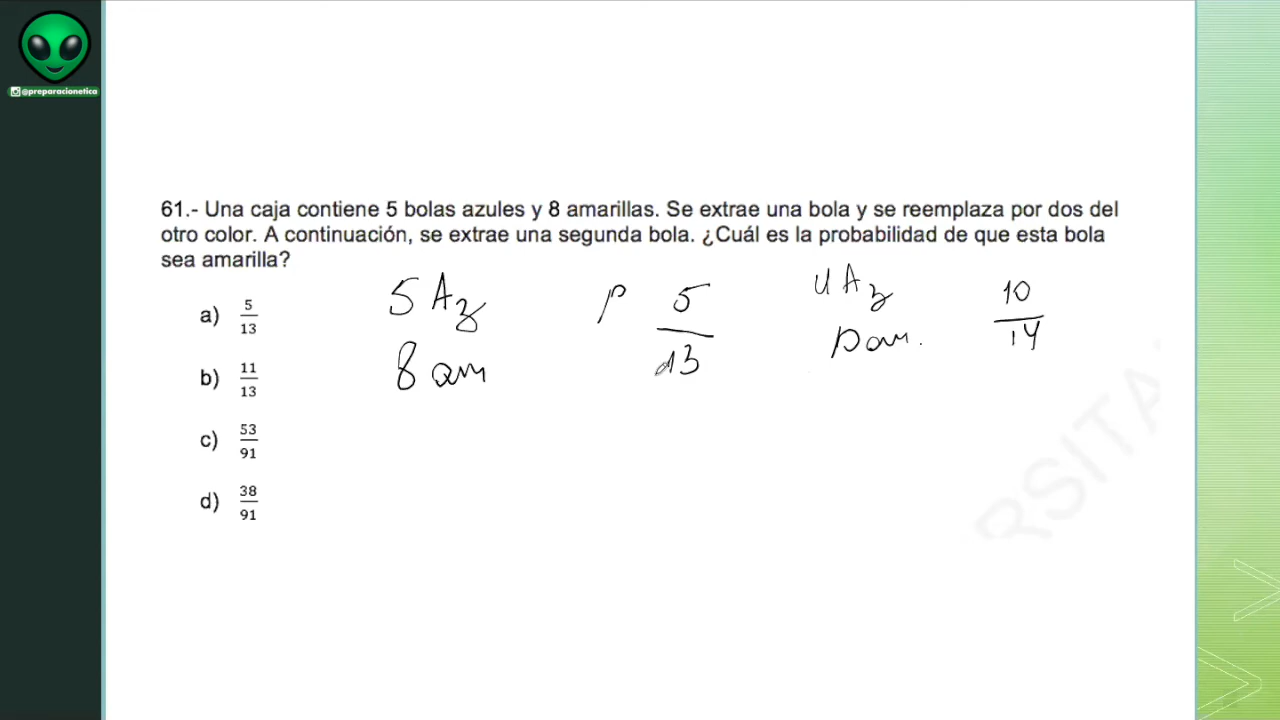 @preparacionetica
61.- Una caja contiene 5 bolas azules y 8 amarillas. Se extrae una bola y se reemplaza por dos del
otro color. A continuación, se extrae una segunda bola. ¿Cuál es la probabilidad de que esta bola
sea amarilla?
5 Az
8 am
P 5/13
4 Az
10 am.
10/14
a) 5/13
b) 11/13
c) 53/91
d) 38/91
RSITA